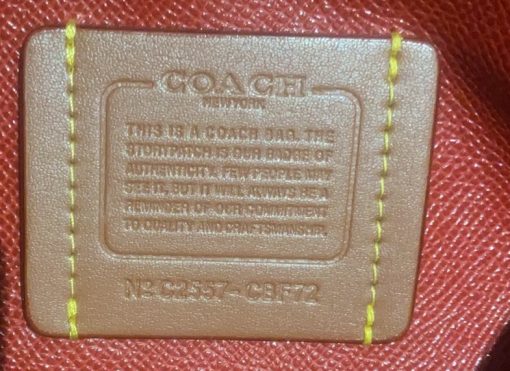 COACH
NEW YORK
THIS IS A COACH BAG. THE
STORYPATCH IS OUR BADGE OF
AUTHENTICITY. A FEW PEOPLE MAY
SEE IT, BUT IT WILL ALWAYS BE A
REMINDER OF OUR COMMITMENT
TO QUALITY AND CRAFTSMANSHIP.
Nº C2557-CBF72